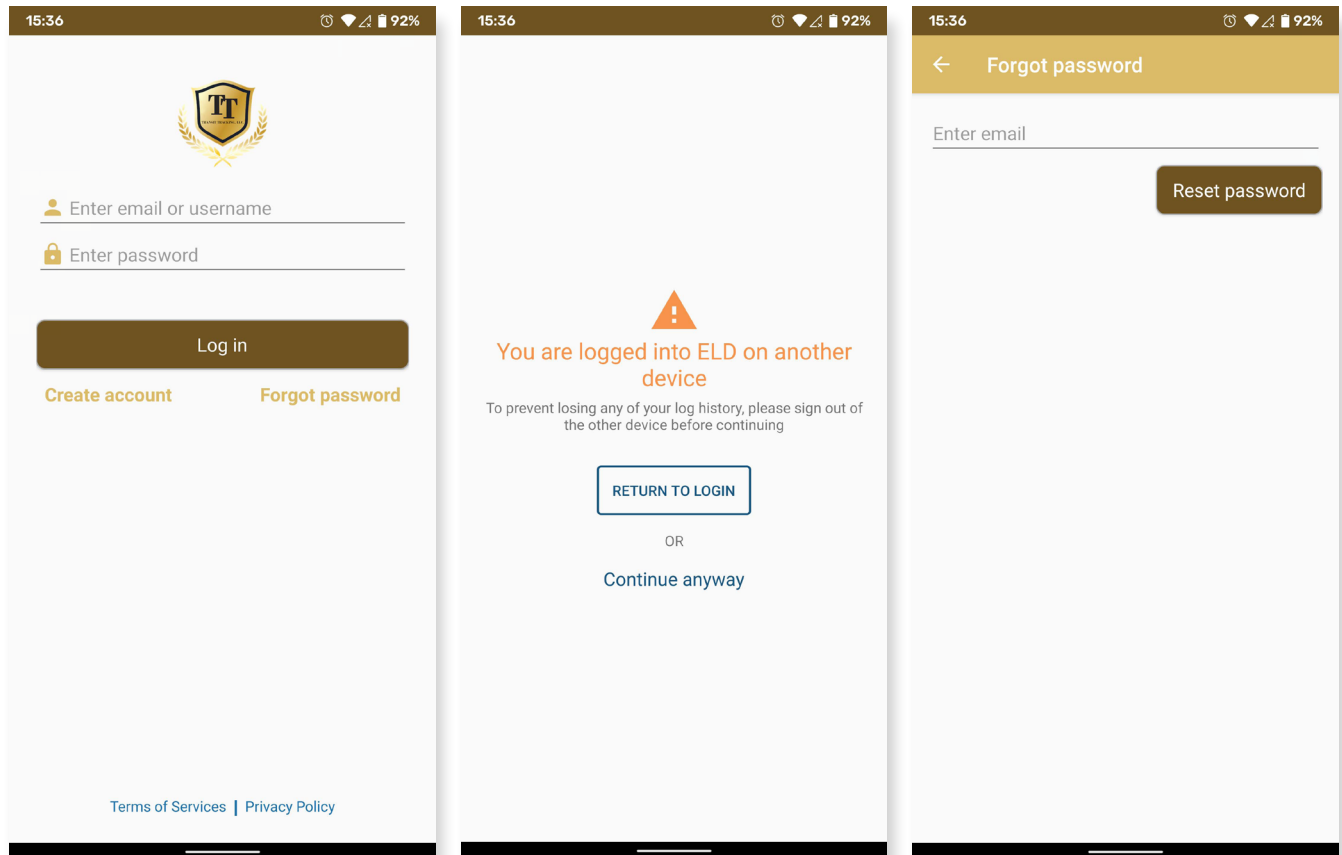 15:36
92%
TT
Enter email or username
Enter password
Log in
Create account
Forgot password
Terms of Services | Privacy Policy
15:36
92%
You are logged into ELD on another
device
To prevent losing any of your log history, please sign out of
the other device before continuing
RETURN TO LOGIN
OR
Continue anyway
15:36
92%
Forgot password
Enter email
Reset password